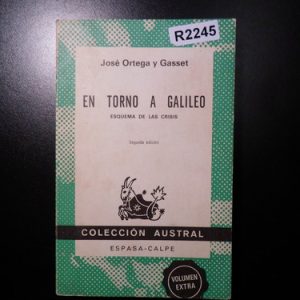 R2245
José Ortega y Gasset
EN TORNO A GALILEO
ESQUEMA DE LAS CRISIS
Segunda edición
COLECCIÓN AUSTRAL
ESPASA-CALPE
VOLUMEN
EXTRA